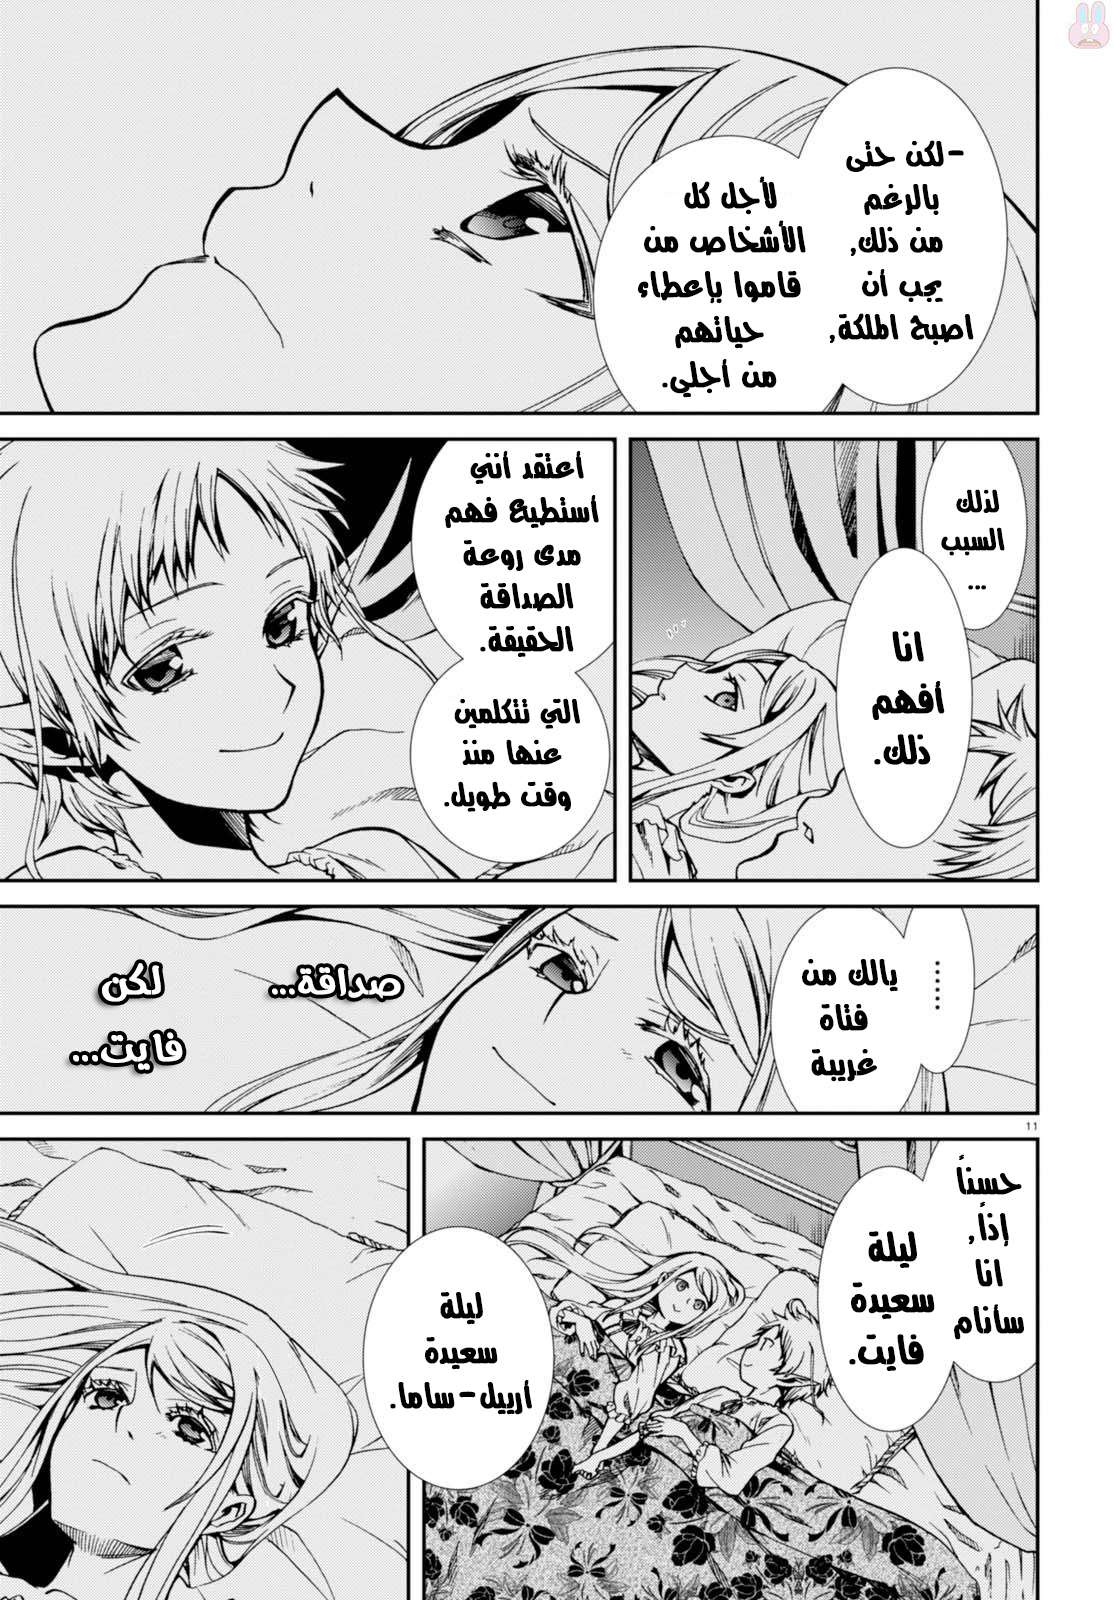 -لكن حتى
بالرغم
من ذلك,
يجب أن
اصبح الملكة,
لأجل كل
الأشخاص من
قاموا بإعطاء
حياتهم
من أجلي.
لذلك
السبب
...
انا
أفهم
ذلك.
أعتقد أنني
أستطيع فهم
مدى روعة
الصداقة
الحقيقة.
التي تتكلمين
عنها منذ
وقت طويل.
......
يالك من
فتاة
غريبة
صداقة...
لكن
فايت...
11
حسناً
إذاً,
انا
سأنام
ليلة
سعيدة
فايت.
ليلة
سعيدة
أرييل-ساما.